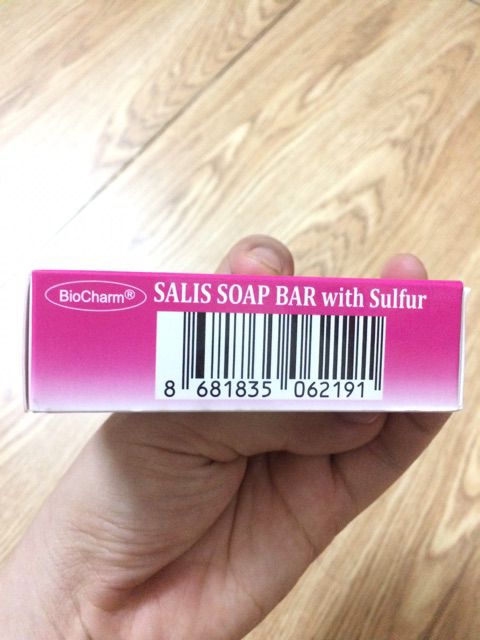 BioCharm® SALIS SOAP BAR with Sulfur
8 681835 062191